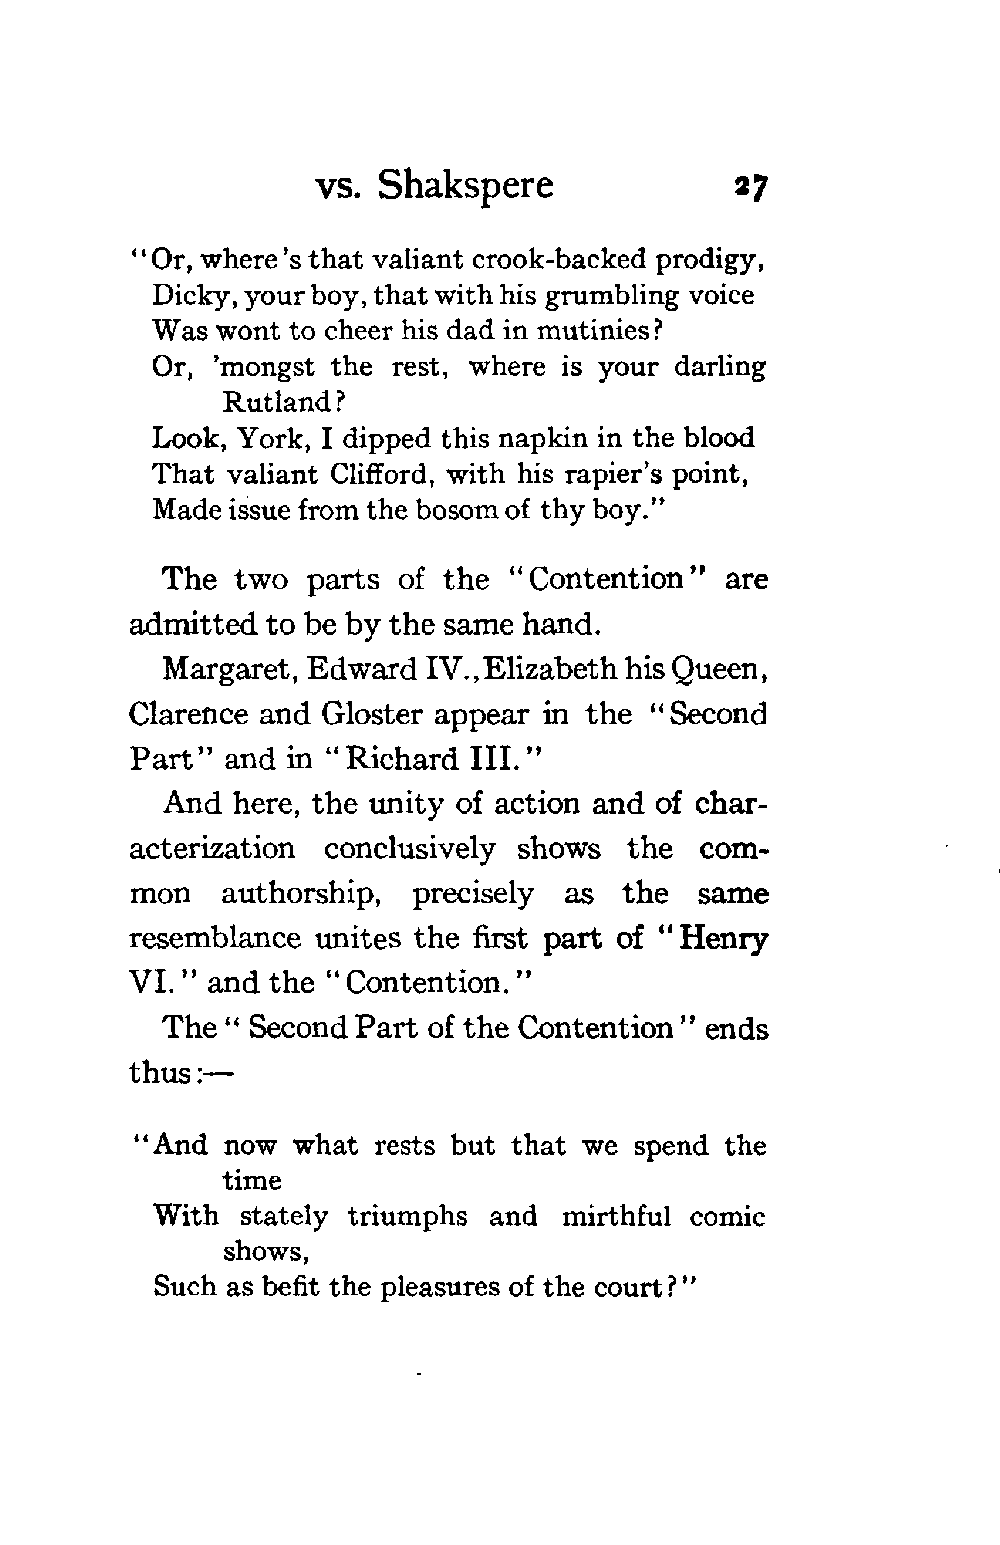 vs. Shakspere 27
"Or, where's that valiant crook-backed prodigy,
Dicky, your boy, that with his grumbling voice
Was wont to cheer his dad in mutinies?
Or, 'mongst the rest, where is your darling
Rutland?
Look, York, I dipped this napkin in the blood
That valiant Clifford, with his rapier's point,
Made issue from the bosom of thy boy."
The two parts of the "Contention" are
admitted to be by the same hand.
Margaret, Edward IV., Elizabeth his Queen,
Clarence and Gloster appear in the "Second
Part" and in "Richard III."
And here, the unity of action and of char-
acterization conclusively shows the com-
mon authorship, precisely as the same
resemblance unites the first part of "Henry
VI." and the "Contention."
The "Second Part of the Contention" ends
thus:—
"And now what rests but that we spend the
time
With stately triumphs and mirthful comic
shows,
Such as befit the pleasures of the court?"